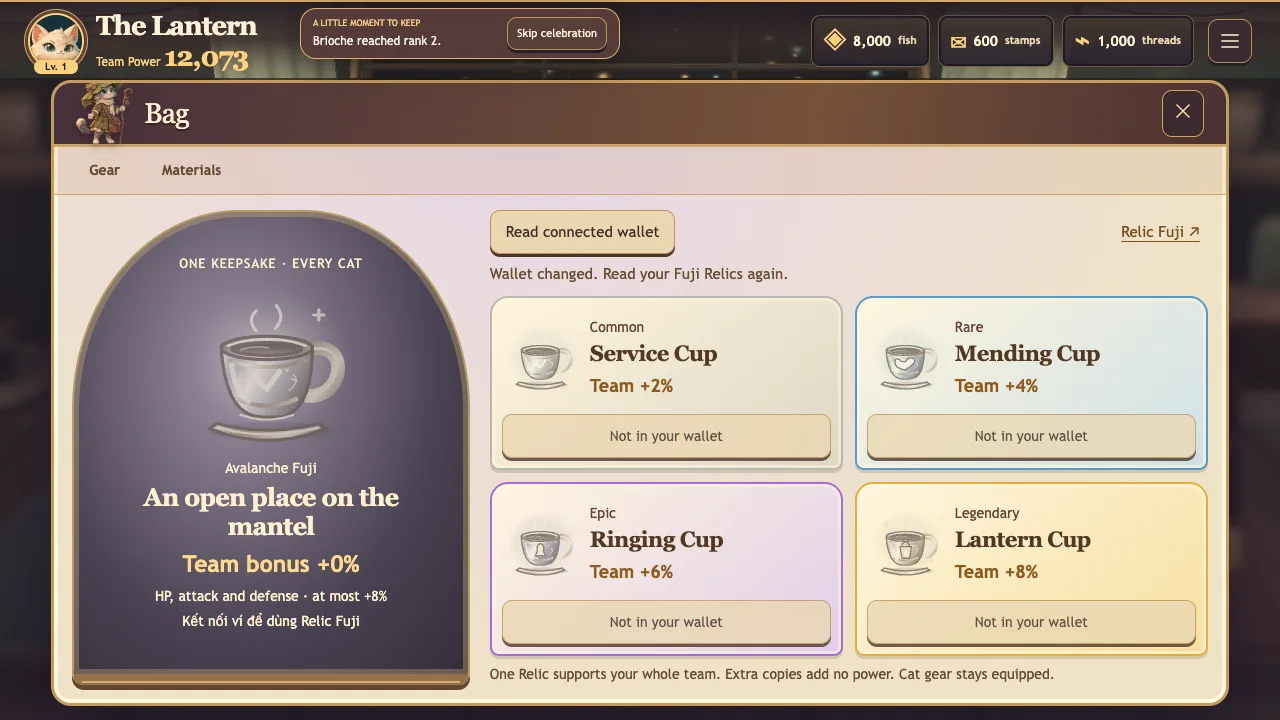 The Lantern
Team Power 12,073
Lv. 1
A LITTLE MOMENT TO KEEP
Brioche reached rank 2.
Skip celebration
8,000 fish
600 stamps
1,000 threads
Bag
Gear
Materials
ONE KEEPSAKE · EVERY CAT
Avalanche Fuji
An open place on the
mantel
Team bonus +0%
HP, attack and defense · at most +8%
Kết nối ví để dùng Relic Fuji
Read connected wallet
Relic Fuji ↗
Wallet changed. Read your Fuji Relics again.
Common
Service Cup
Team +2%
Not in your wallet
Rare
Mending Cup
Team +4%
Not in your wallet
Epic
Ringing Cup
Team +6%
Not in your wallet
Legendary
Lantern Cup
Team +8%
Not in your wallet
One Relic supports your whole team. Extra copies add no power. Cat gear stays equipped.